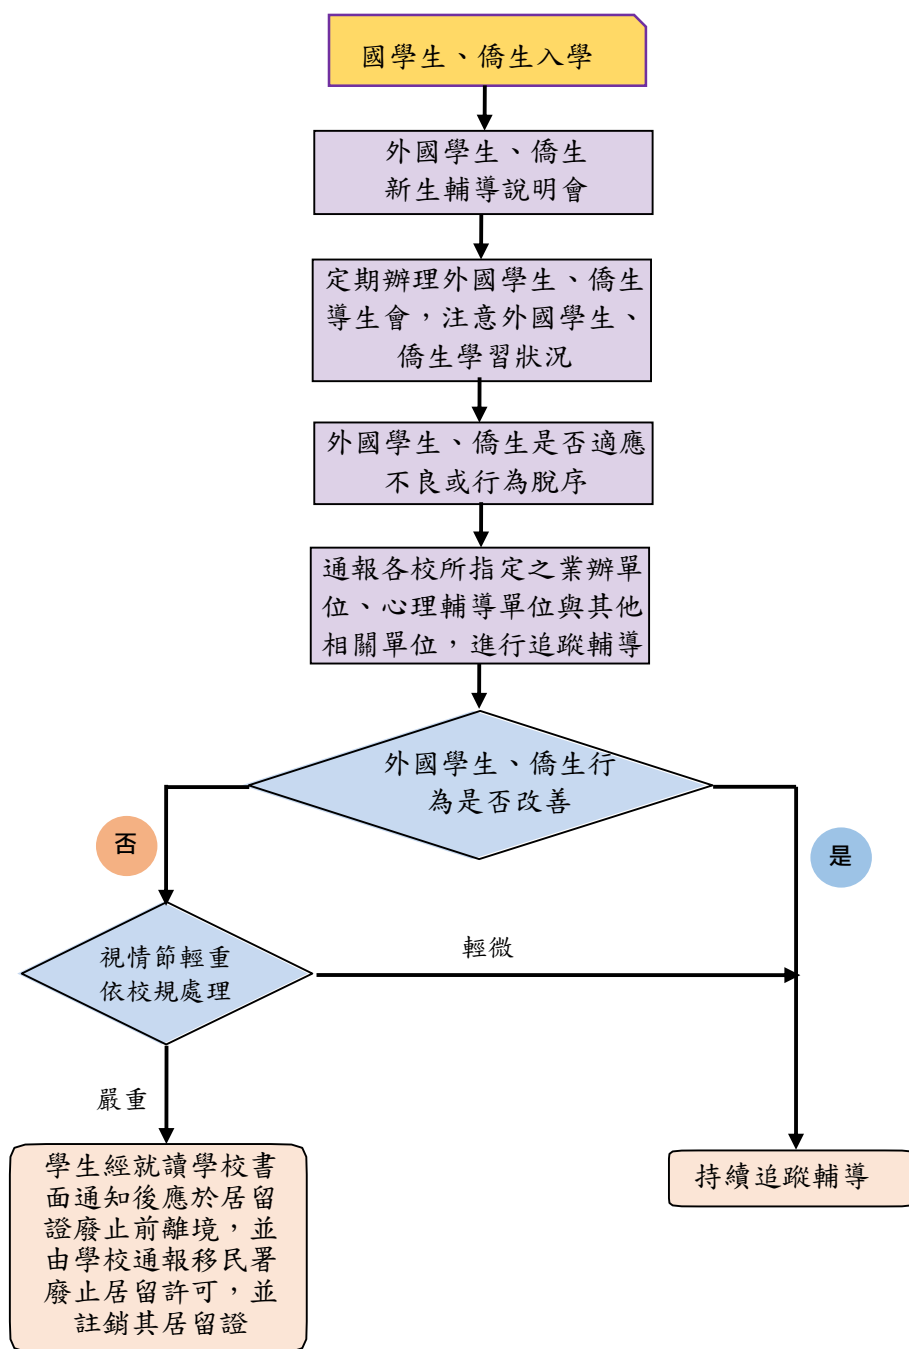 國學生、僑生入學
外國學生、僑生
新生輔導說明會
定期辦理外國學生、僑生
導生會，注意外國學生、
僑生學習狀況
外國學生、僑生是否適應
不良或行為脫序
通報各校所指定之業辦單
位、心理輔導單位與其他
相關單位，進行追蹤輔導
外國學生、僑生行
為是否改善
否
是
視情節輕重
依校規處理
輕微
嚴重
學生經就讀學校書
面通知後應於居留
證廢止前離境，並
由學校通報移民署
廢止居留許可，並
註銷其居留證
持續追蹤輔導